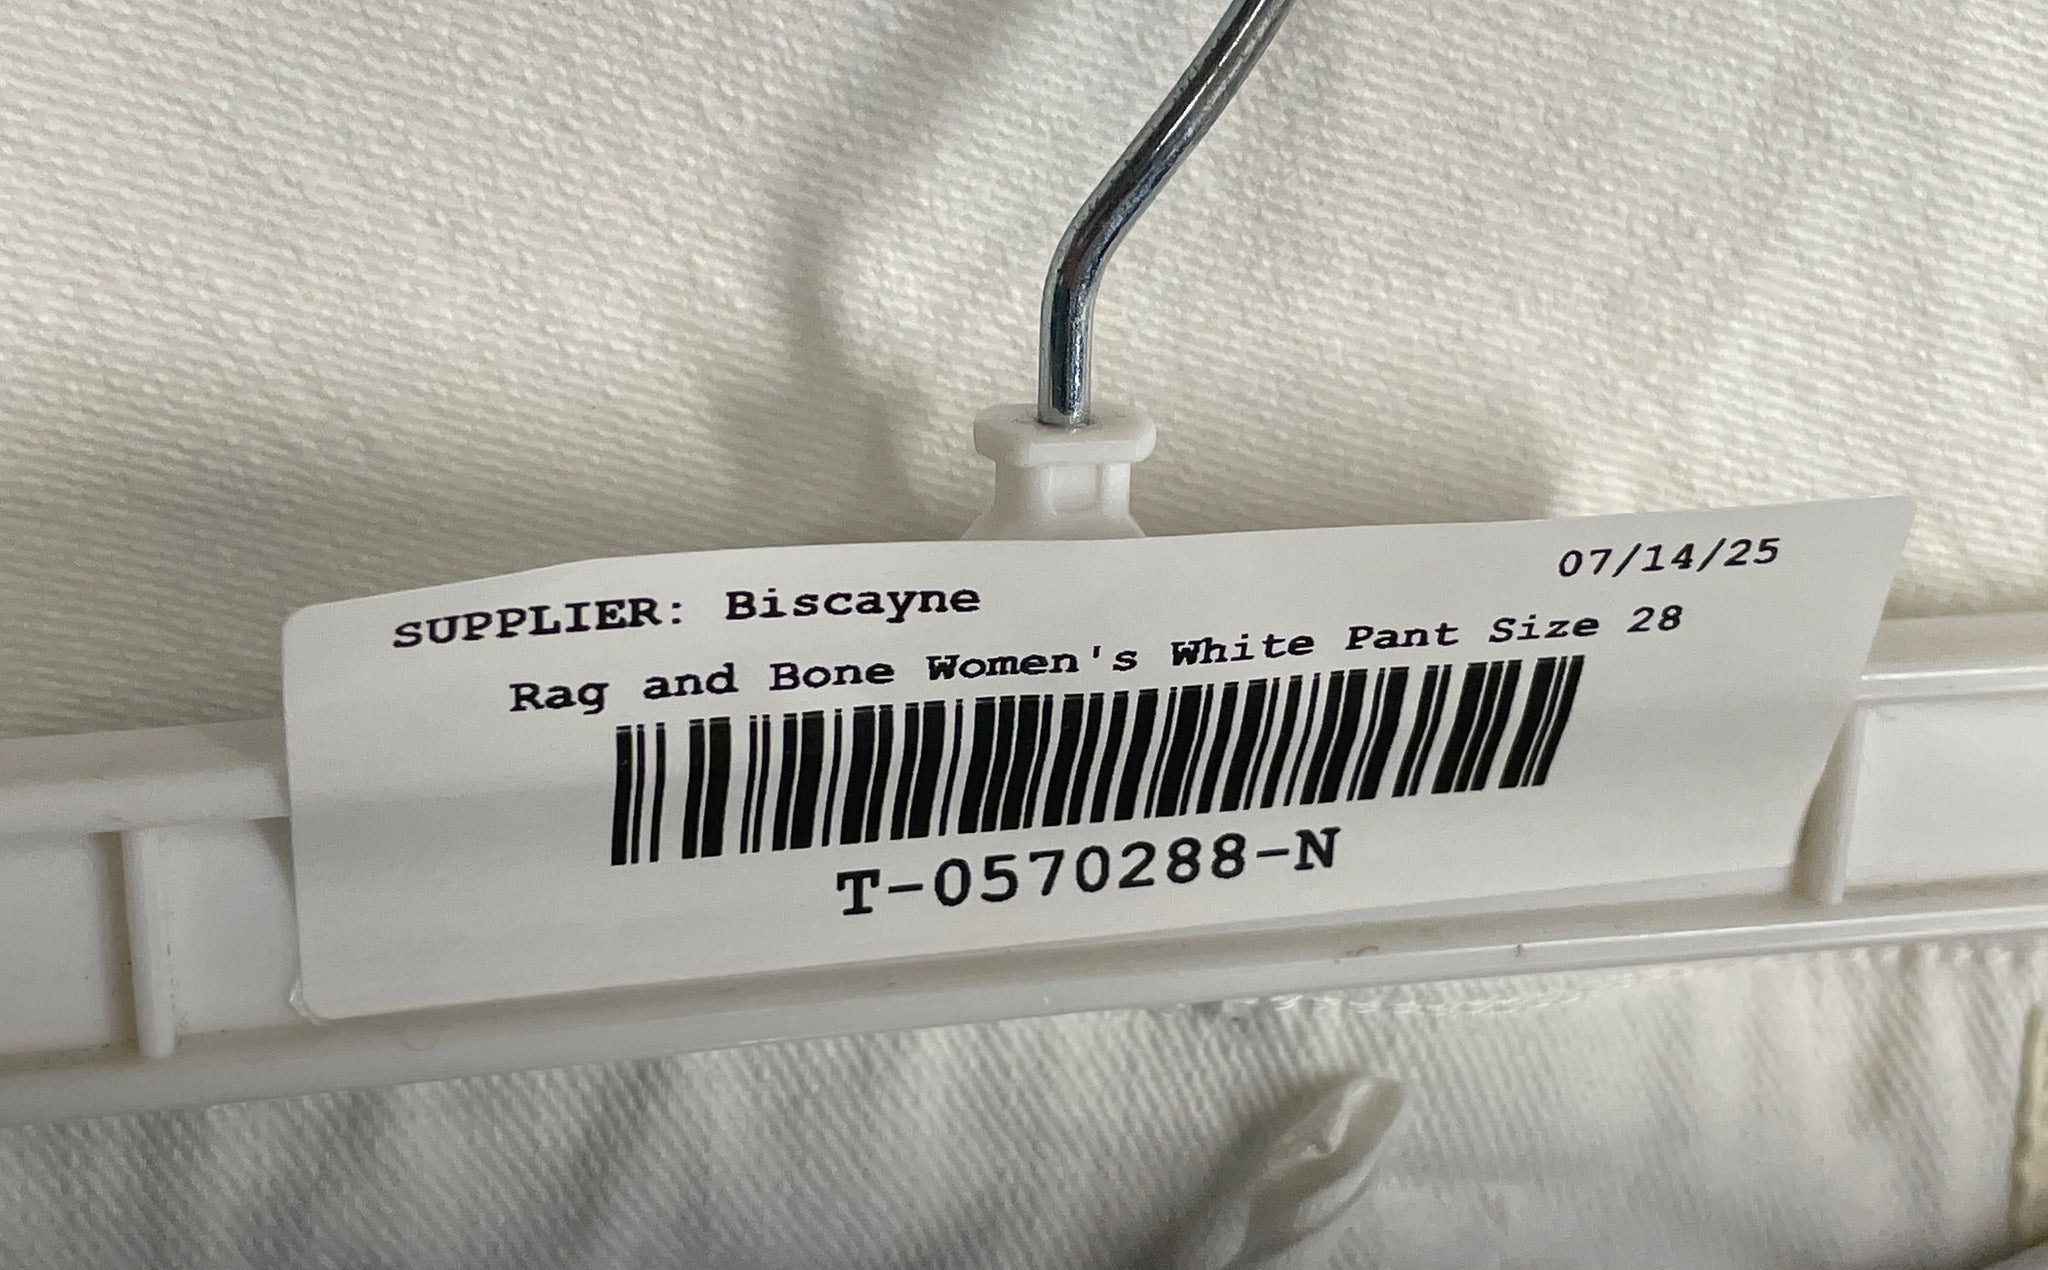 07/14/25
SUPPLIER: Biscayne
Rag and Bone Women's White Pant Size 28
T-0570288-N